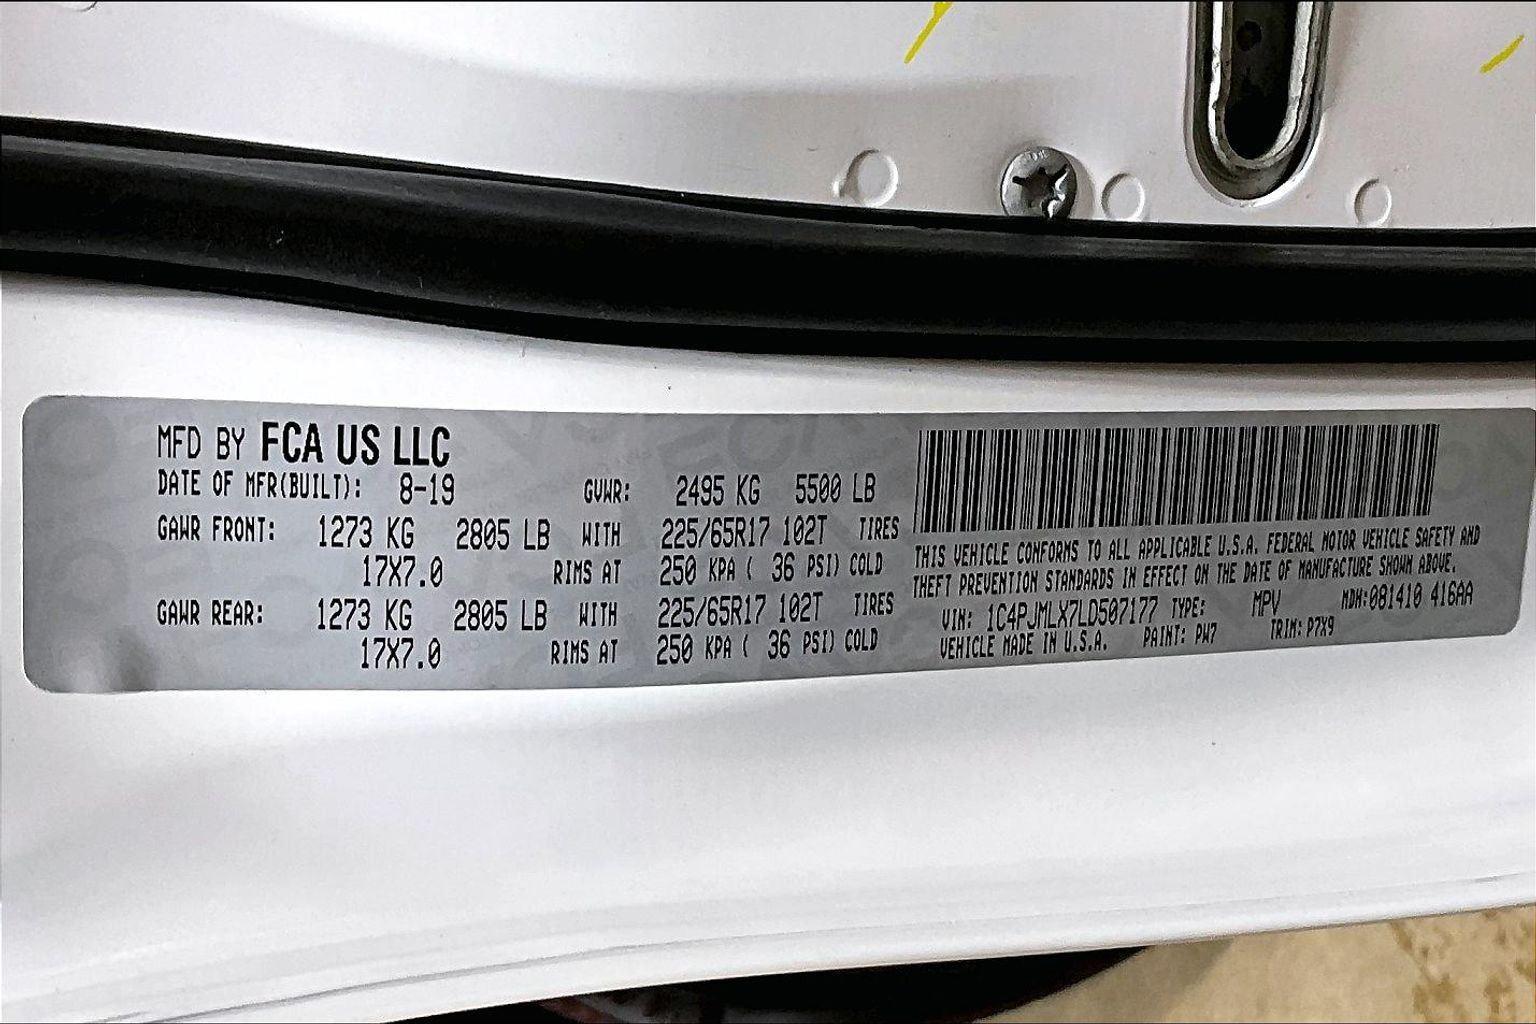 MFD BY FCA US LLC
DATE OF MFR(BUILT): 8-19 GVWR: 2495 KG 5500 LB
GAWR FRONT: 1273 KG 2805 LB WITH 225/65R17 102T TIRES
17X7.0 RIMS AT 250 KPA ( 36 PSI) COLD
GAWR REAR: 1273 KG 2805 LB WITH 225/65R17 102T TIRES
17X7.0 RIMS AT 250 KPA ( 36 PSI) COLD
THIS VEHICLE CONFORMS TO ALL APPLICABLE U.S.A. FEDERAL MOTOR VEHICLE SAFETY AND
THEFT PREVENTION STANDARDS IN EFFECT ON THE DATE OF MANUFACTURE SHOWN ABOVE.
VIN: 1C4PJMLX7LD507177 TYPE: MPV MDH:081410 416AA
VEHICLE MADE IN U.S.A. PAINT: PW7 TRIM: P7X9